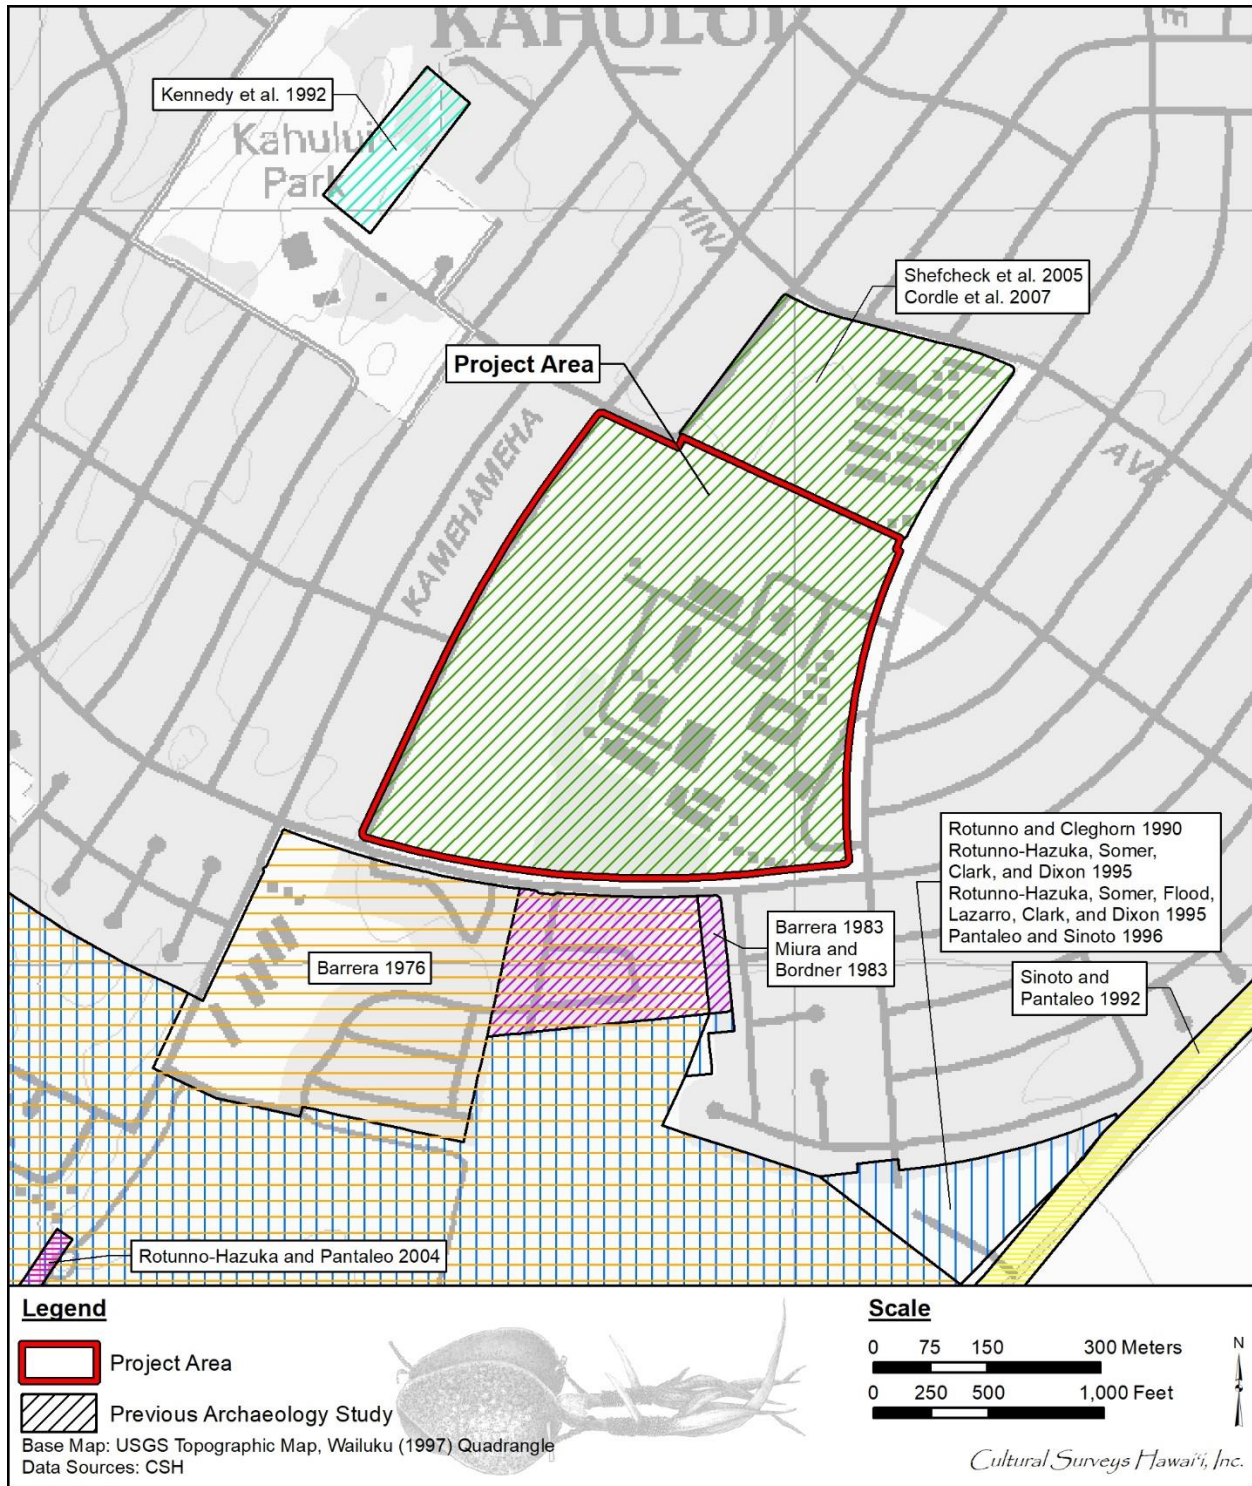 KAHULUI
E
Kennedy et al. 1992
Kahului
Park
HINA
Shefcheck et al. 2005
Cordle et al. 2007
Project Area
KAMEHAMEHA
AVE
Rotunno and Cleghorn 1990
Rotunno-Hazuka, Somer,
Clark, and Dixon 1995
Rotunno-Hazuka, Somer, Flood,
Lazarro, Clark, and Dixon 1995
Pantaleo and Sinoto 1996
Barrera 1983
Miura and
Bordner 1983
Barrera 1976
Sinoto and
Pantaleo 1992
Rotunno-Hazuka and Pantaleo 2004
Legend
Project Area
Previous Archaeology Study
Base Map: USGS Topographic Map, Wailuku (1997) Quadrangle
Data Sources: CSH
Scale
0 75 150 300 Meters
0 250 500 1,000 Feet
N
Cultural Surveys Hawaiʻi, Inc.